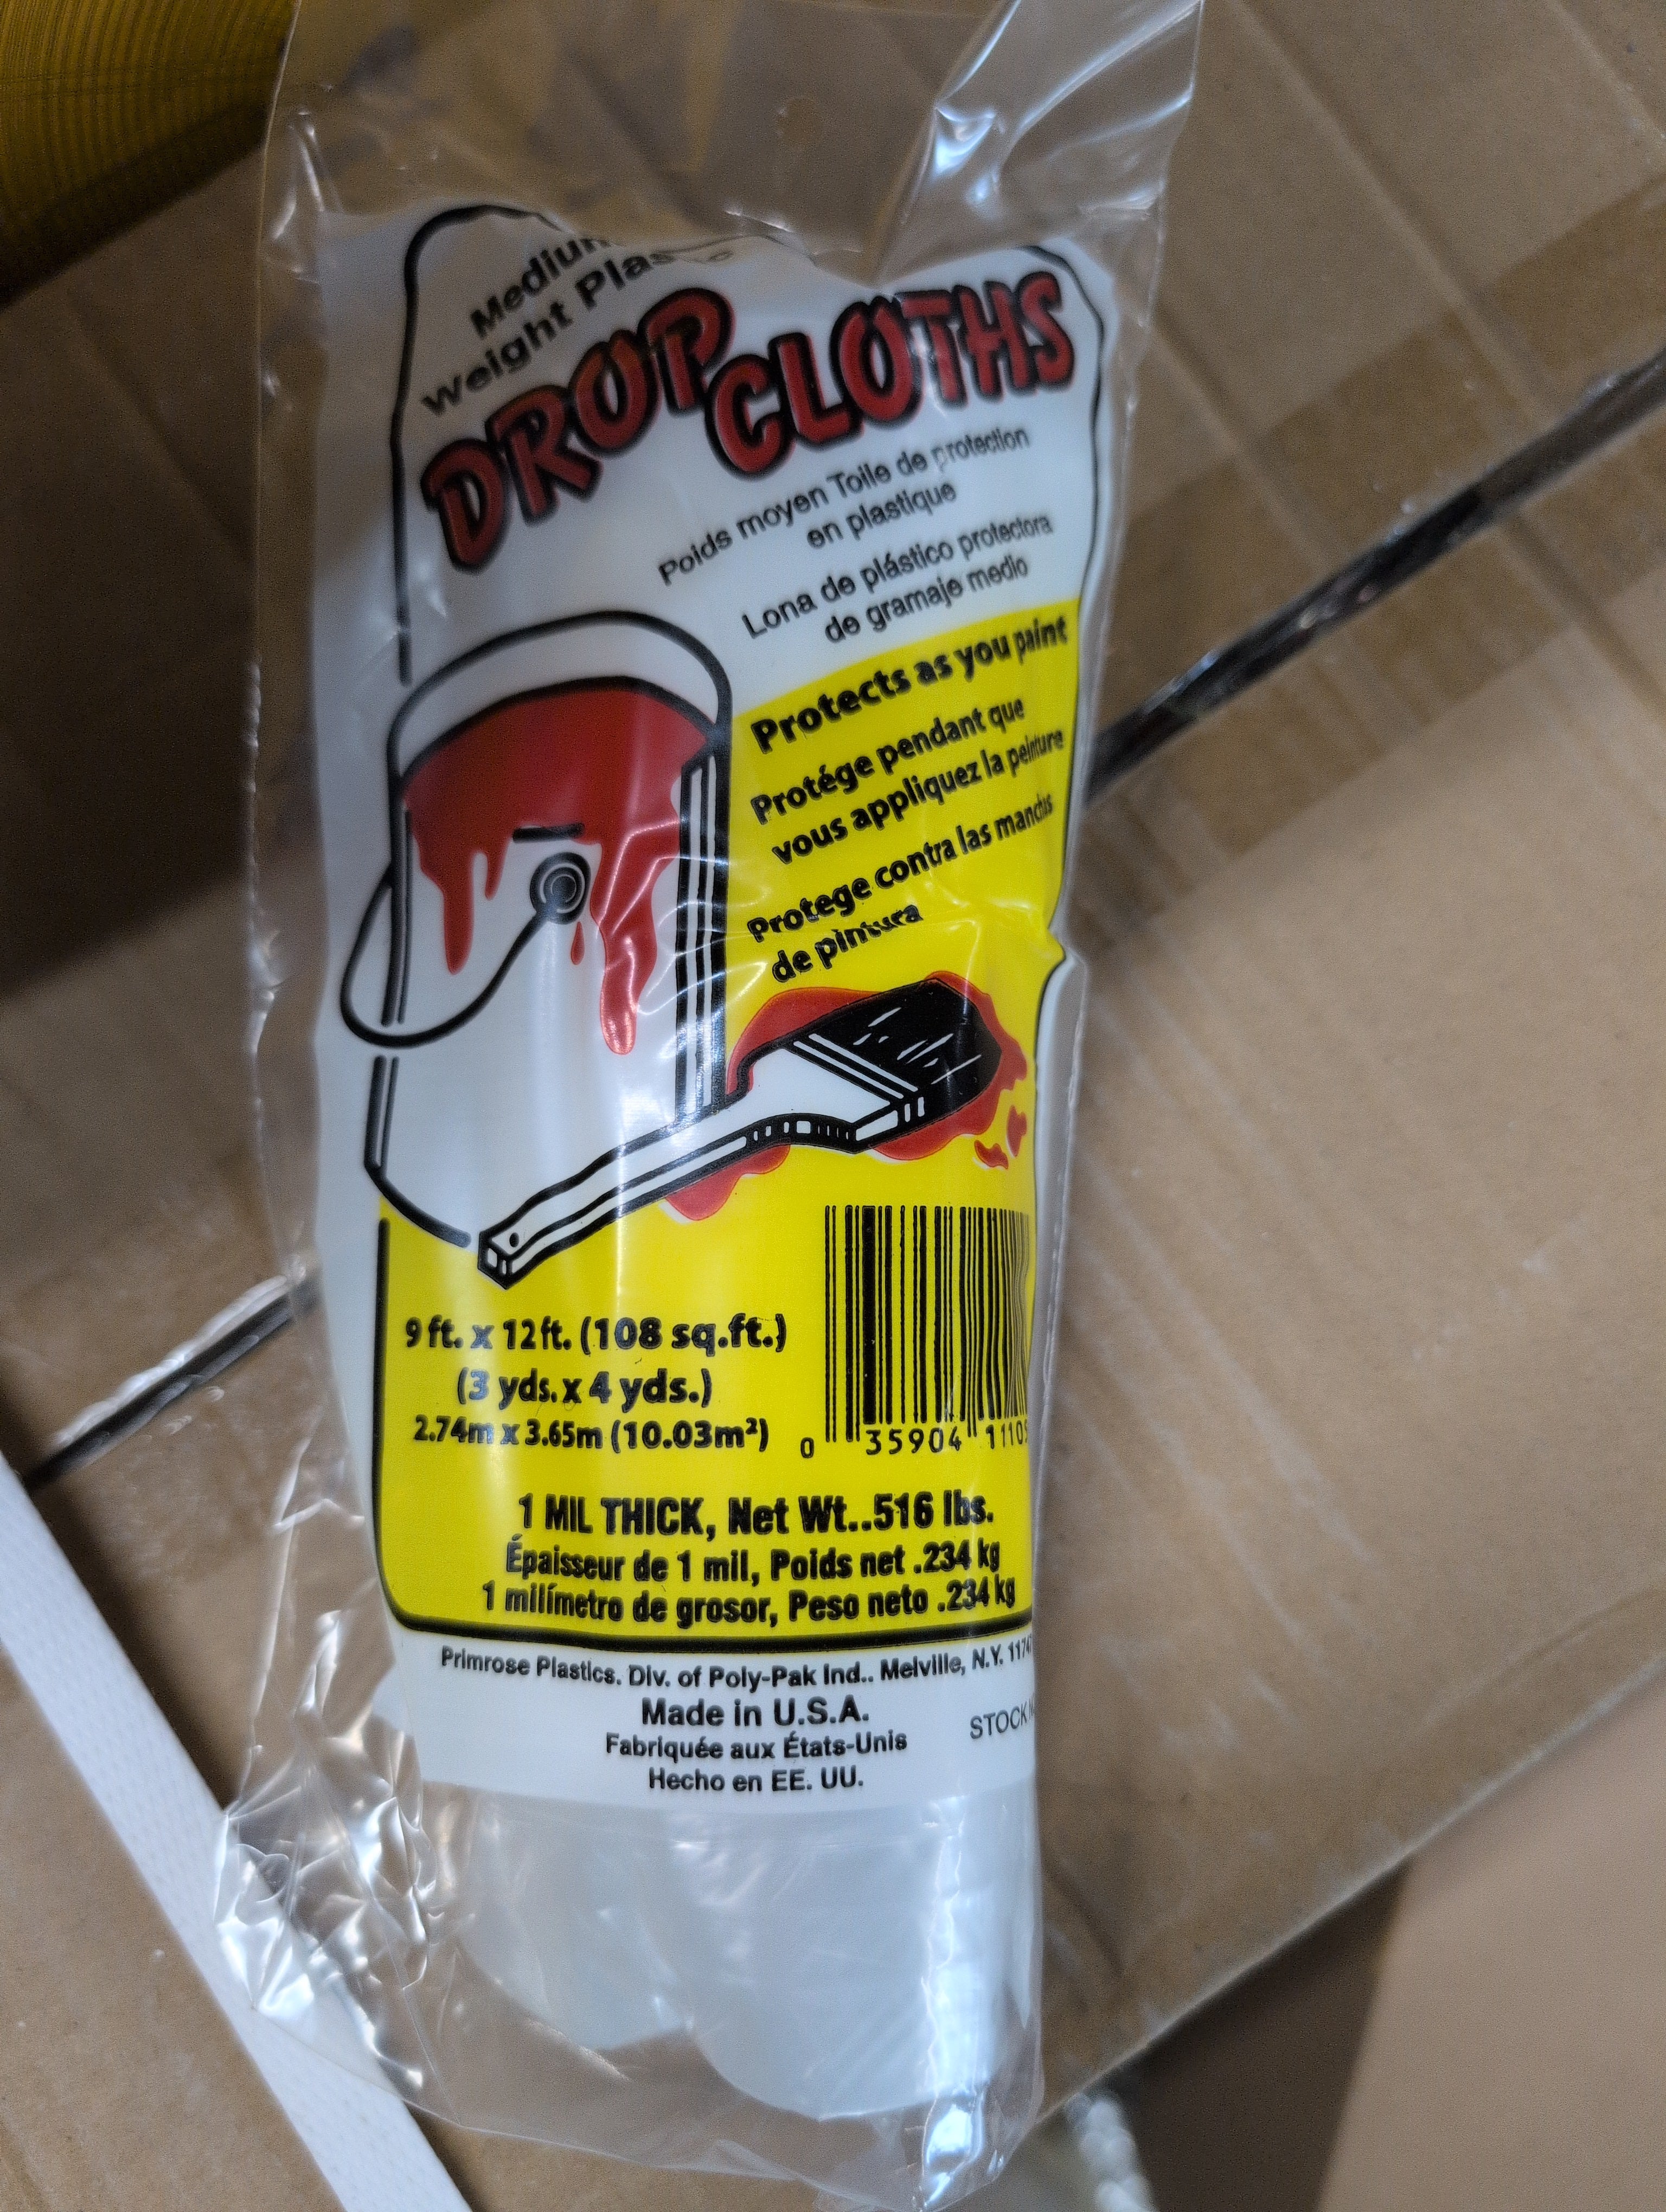 Medium
Weight Plastic
DROP CLOTHS
Poids moyen Toile de protection
en plastique
Lona de plástico protectora
de gramaje medio
Protects as you paint
Protége pendant que
vous appliquez la peinture
Protege contra las manchas
de pintura
9 ft. x 12 ft. (108 sq.ft.)
(3 yds. x 4 yds.)
2.74m x 3.65m (10.03m²)
0 35904 1110
1 MIL THICK, Net Wt..516 lbs.
Épaisseur de 1 mil, Poids net .234 kg
1 milímetro de grosor, Peso neto .234 kg
Primrose Plastics. Div. of Poly-Pak Ind.. Melville, N.Y. 1174
Made in U.S.A.
STOCK
Fabriquée aux États-Unis
Hecho en EE. UU.